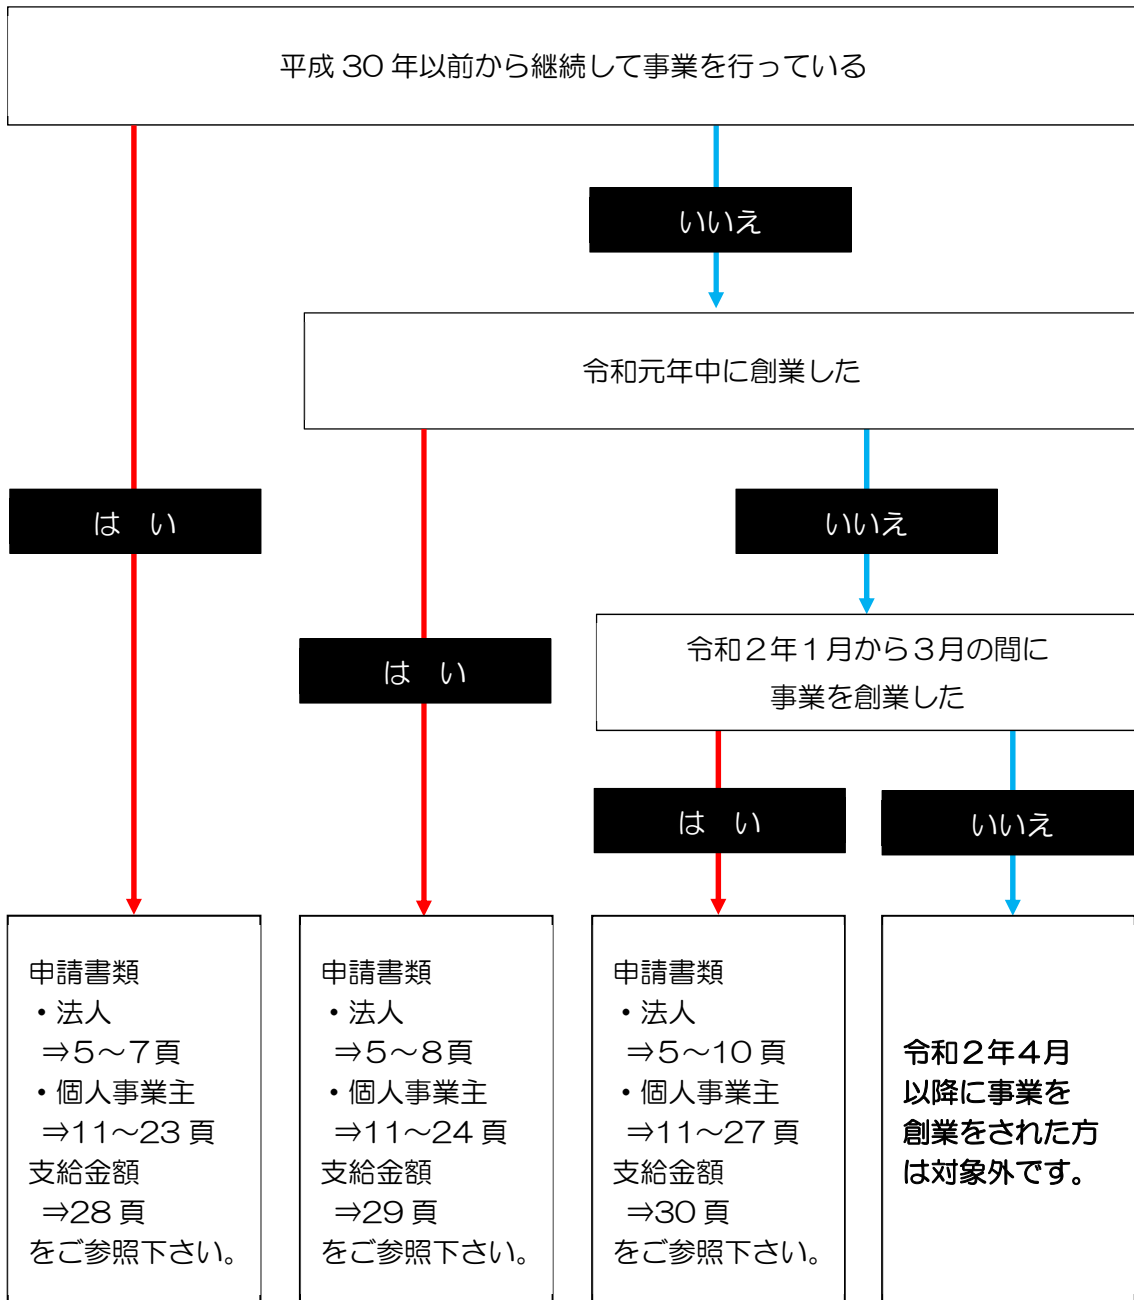 平成 30 年以前から継続して事業を行っている
いいえ
令和元年中に創業した
は　い
いいえ
は　い
令和２年１月から３月の間に
事業を創業した
は　い
いいえ
申請書類
・法人
⇒5～7 頁
・個人事業主
⇒11～23 頁
支給金額
⇒28 頁
をご参照下さい。
申請書類
・法人
⇒5～8 頁
・個人事業主
⇒11～24 頁
支給金額
⇒29 頁
をご参照下さい。
申請書類
・法人
⇒5～10 頁
・個人事業主
⇒11～27 頁
支給金額
⇒30 頁
をご参照下さい。
令和２年４月
以降に事業を
創業をされた方
は対象外です。